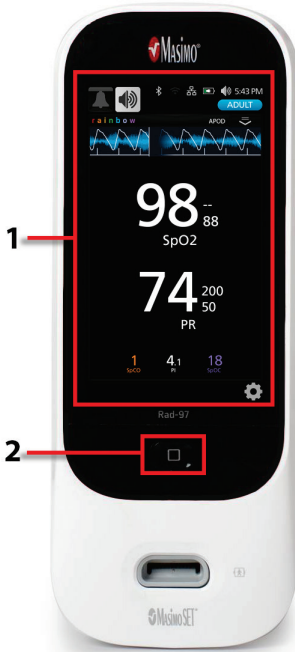 Masimo®
5:43 PM
ADULT
rainbow
APOD
98 --
88
SpO2
74 200
50
PR
1 4.1 18
SpCO PI SpOC
Rad-97
Masimo SET®
1
2